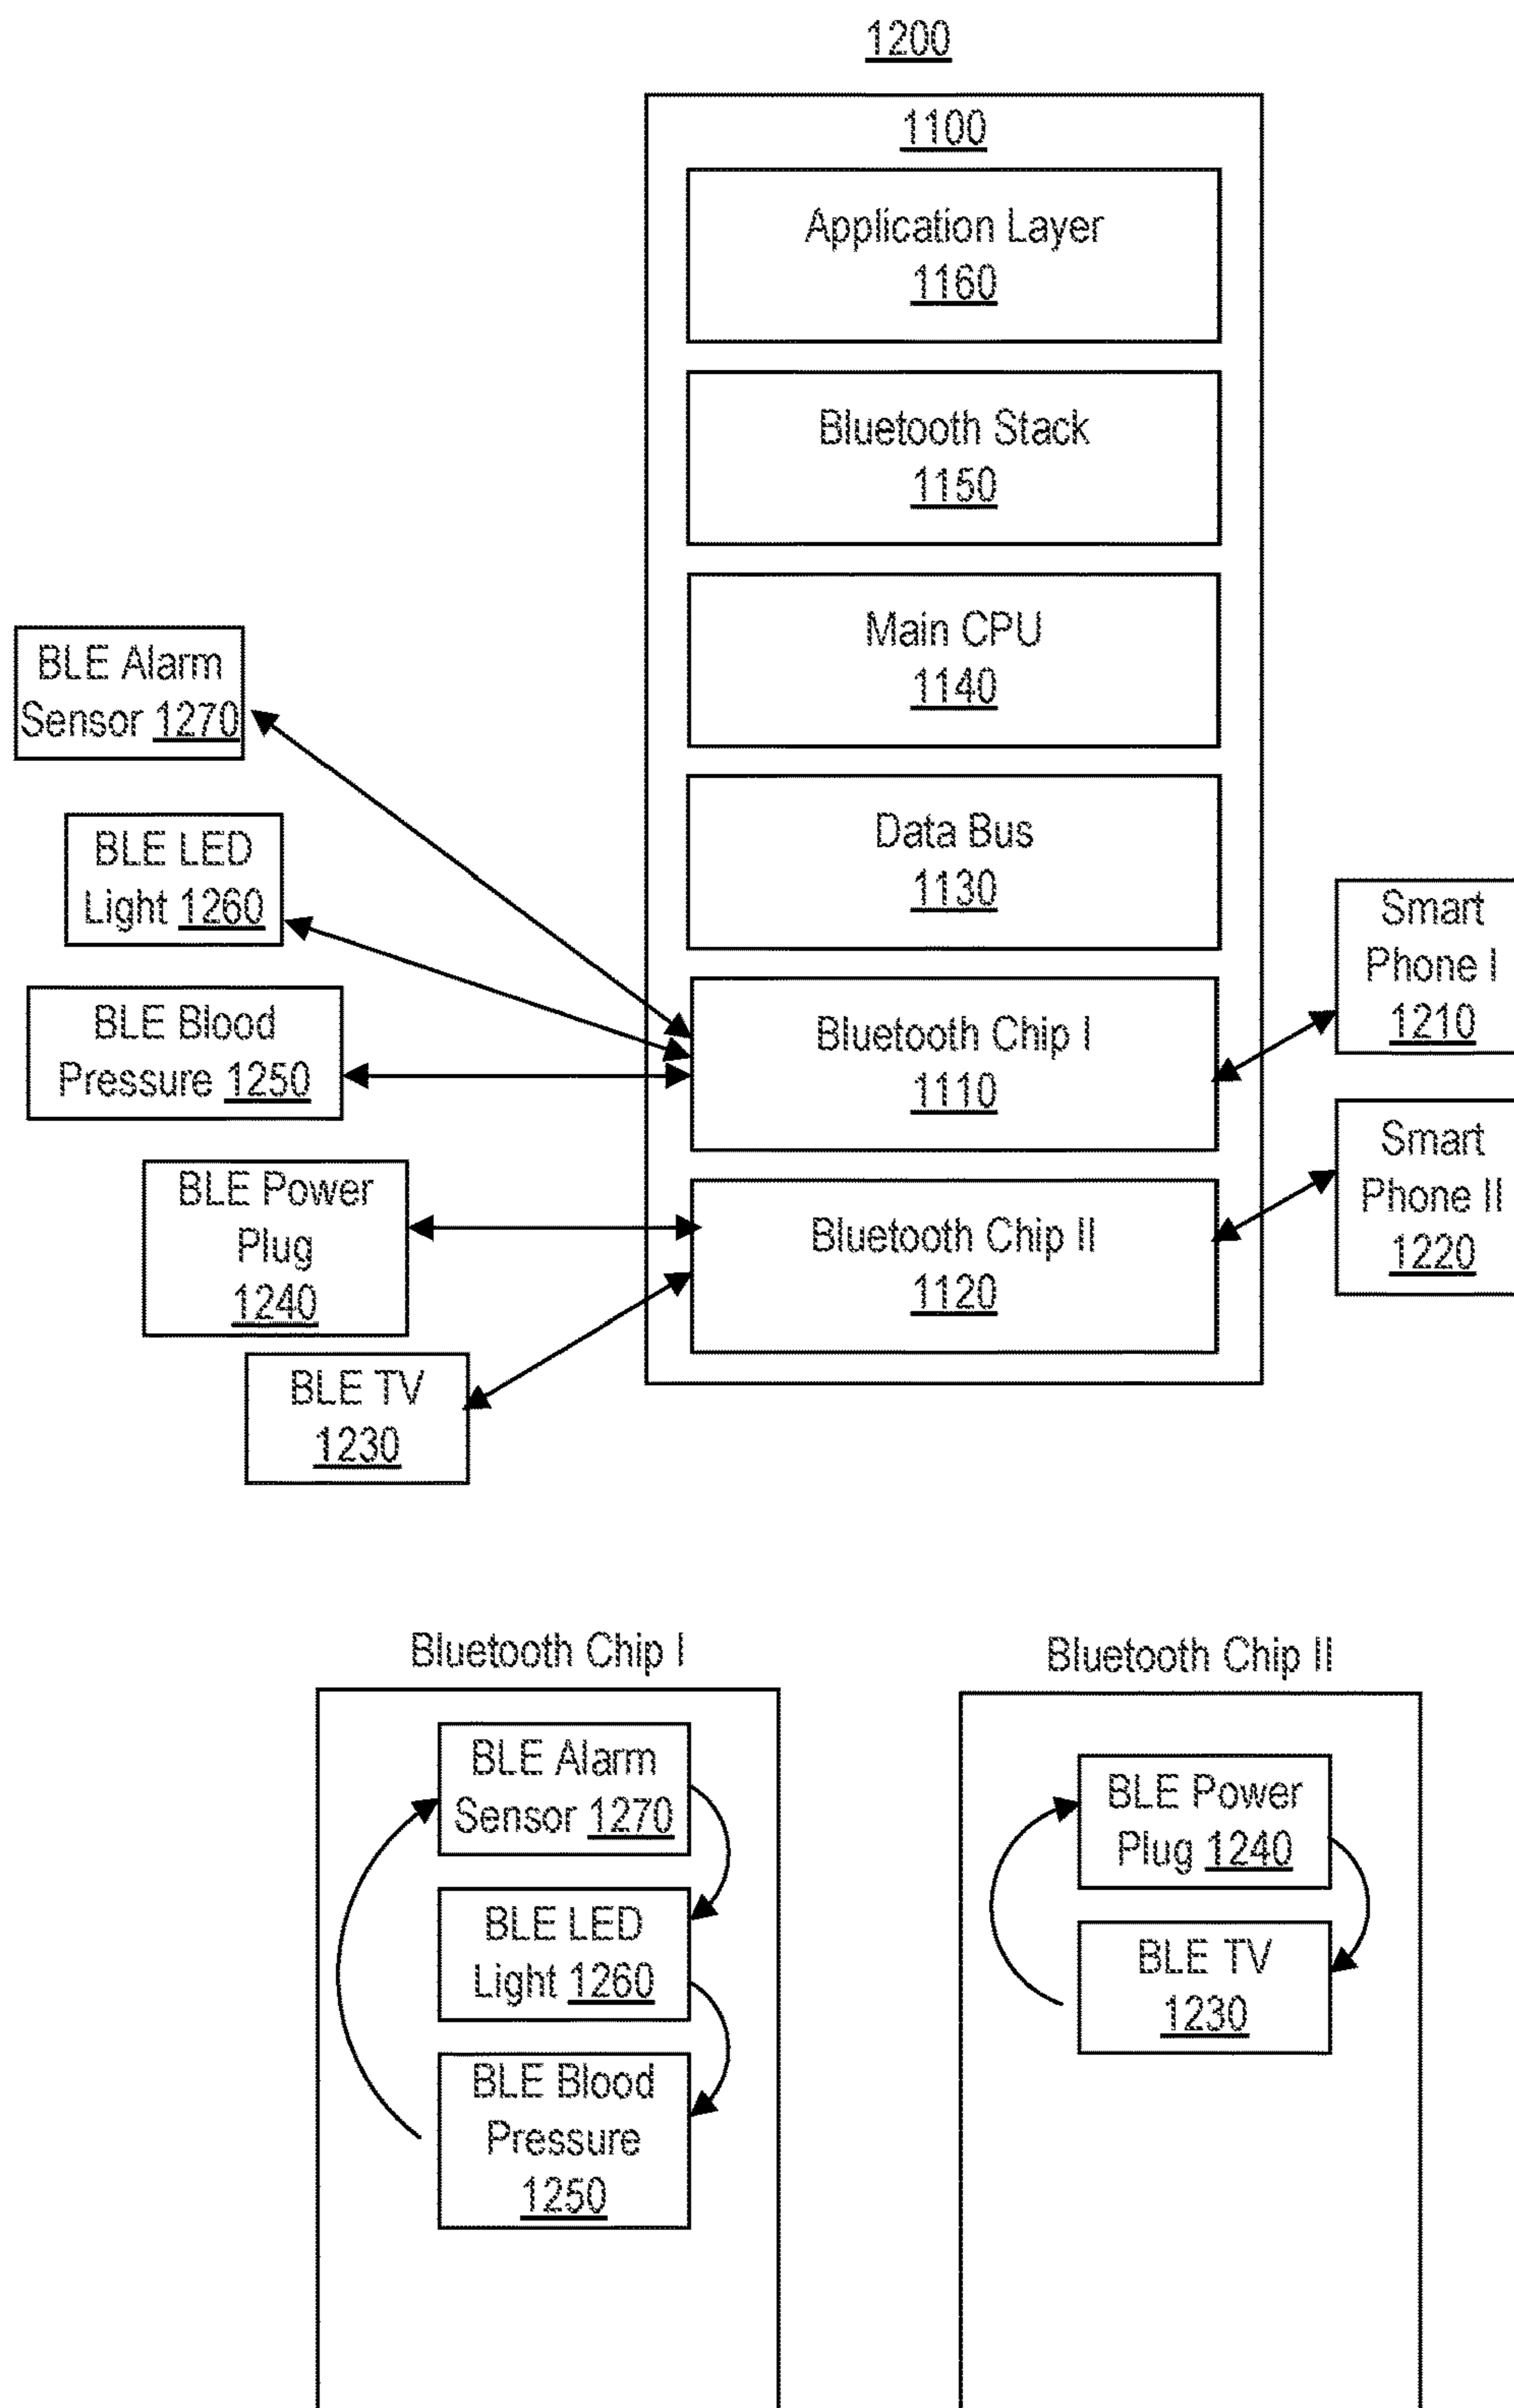 1200
1100
Application Layer
1160
Bluetooth Stack
1150
Main CPU
1140
Data Bus
1130
Bluetooth Chip I
1110
Bluetooth Chip II
1120
BLE Alarm
Sensor 1270
BLE LED
Light 1260
BLE Blood
Pressure 1250
BLE Power
Plug
1240
BLE TV
1230
Smart
Phone I
1210
Smart
Phone II
1220
Bluetooth Chip I
BLE Alarm
Sensor 1270
BLE LED
Light 1260
BLE Blood
Pressure
1250
Bluetooth Chip II
BLE Power
Plug 1240
BLE TV
1230